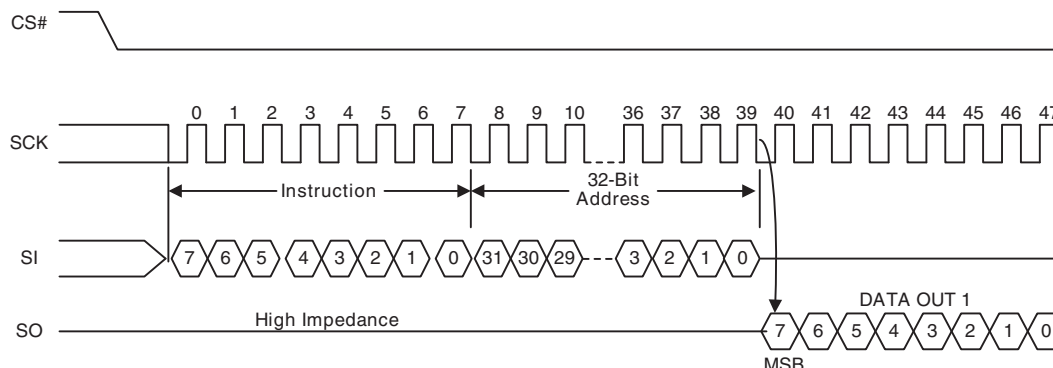 CS#
0 1 2 3 4 5 6 7 8 9 10 36 37 38 39 40 41 42 43 44 45 46 47
SCK
Instruction
32-Bit
Address
SI
7 6 5 4 3 2 1 0 31 30 29 3 2 1 0
DATA OUT 1
High Impedance
SO
7 6 5 4 3 2 1 0
MSB